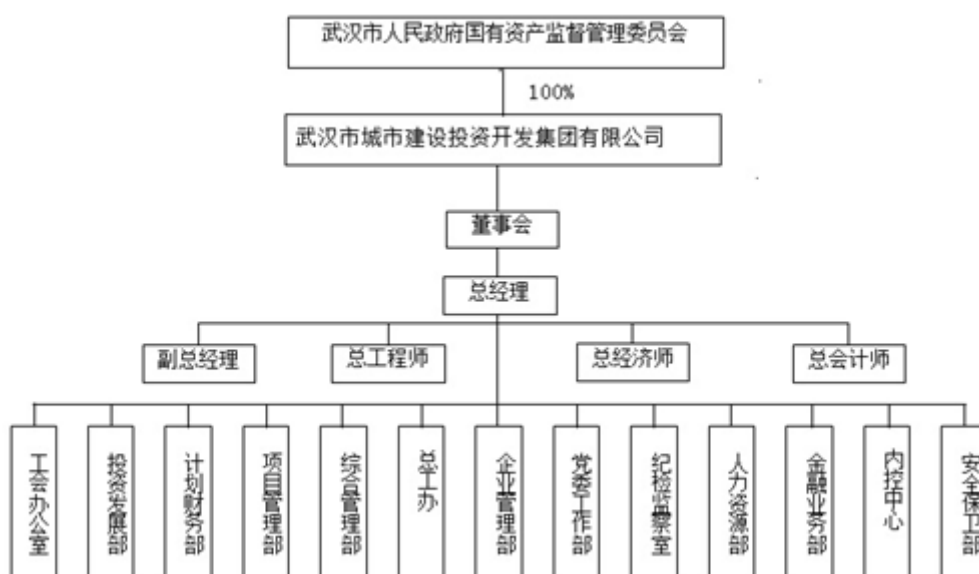 武汉市人民政府国有资产监督管理委员会
100%
武汉市城市建设投资开发集团有限公司
董事会
总经理
副总经理
总工程师
总经济师
总会计师
工会办公室
投资发展部
计划财务部
项目管理部
综合管理部
总工办
企业管理部
党委工作部
纪检监察室
人力资源部
金融业务部
内控中心
安全保卫部